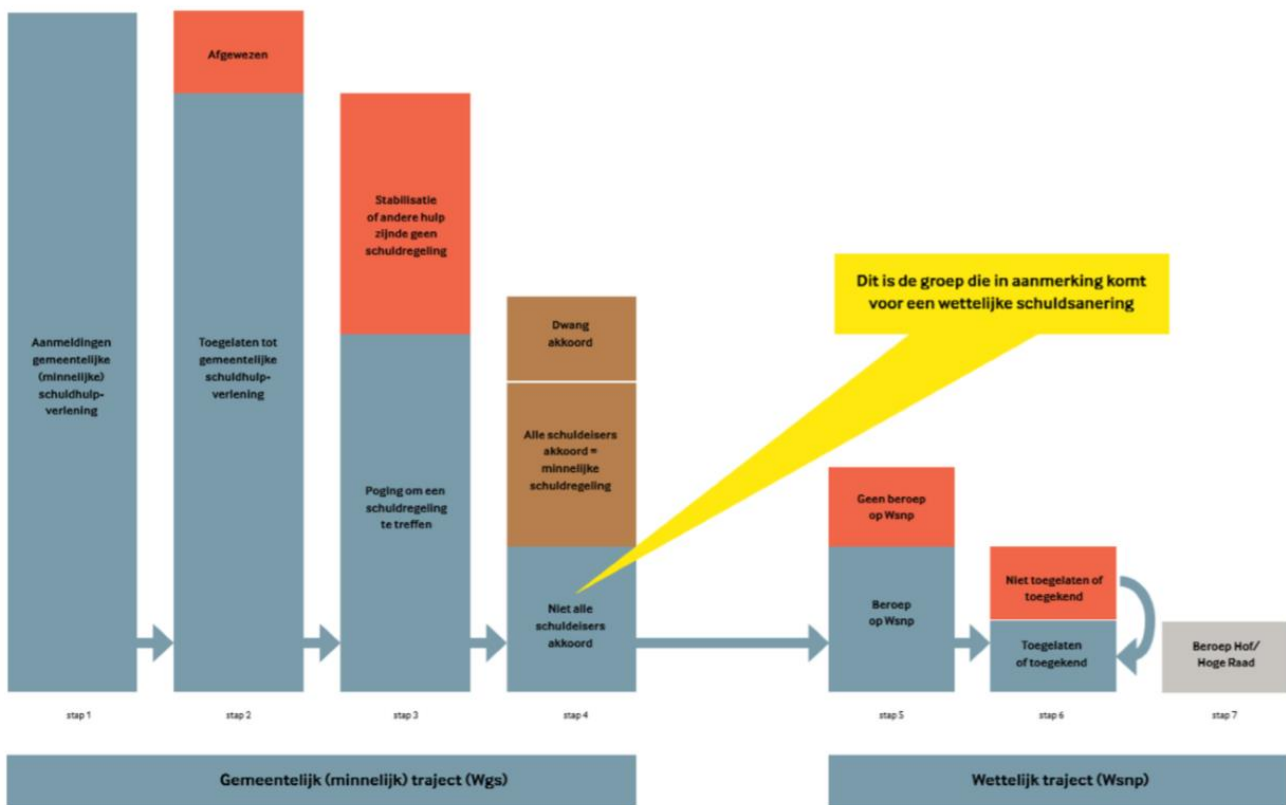 Aanmeldingen
gemeentelijke
(minnelijke)
schuldhulp-
verlening
Afgewezen
Toegelaten tot
gemeentelijke
schuldhulp-
verlening
Stabilisatie
of andere hulp
zijnde geen
schuldregeling
Poging om een
schuldregeling
te treffen
Dwang
akkoord
Alle schuldeisers
akkoord =
minnelijke
schuldregeling
Niet alle
schuldeisers
akkoord
Dit is de groep die in aanmerking komt
voor een wettelijke schuldsanering
Geen beroep
op Wsnp
Beroep
op Wsnp
Niet toegelaten of
toegekend
Toegelaten
of toegekend
Beroep Hof/
Hoge Raad
stap 1
stap 2
stap 3
stap 4
stap 5
stap 6
stap 7
Gemeentelijk (minnelijk) traject (Wgs)
Wettelijk traject (Wsnp)